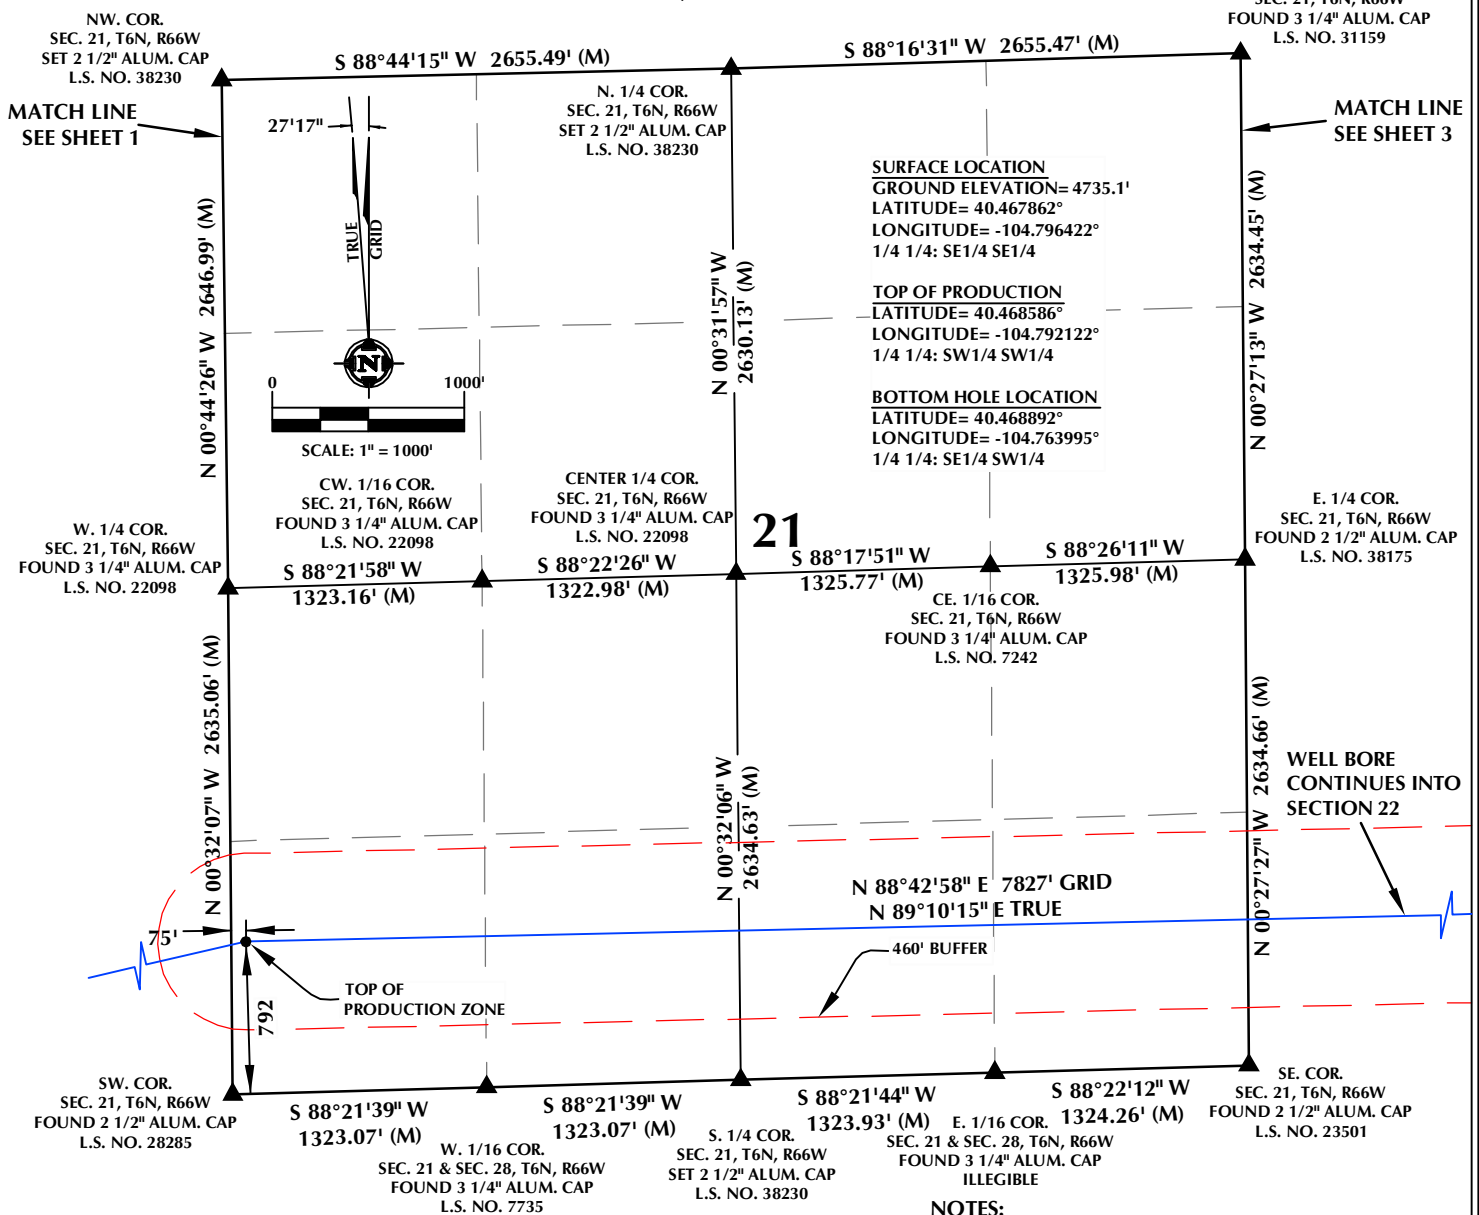 NW. COR.
SEC. 21, T6N, R66W
SET 2 1/2" ALUM. CAP
L.S. NO. 38230
S 88°44'15" W 2655.49' (M)
S 88°16'31" W 2655.47' (M)
SEC. 21, T6N, R66W
FOUND 3 1/4" ALUM. CAP
L.S. NO. 31159
MATCH LINE
SEE SHEET 1
27'17"
N. 1/4 COR.
SEC. 21, T6N, R66W
SET 2 1/2" ALUM. CAP
L.S. NO. 38230
MATCH LINE
SEE SHEET 3
SURFACE LOCATION
GROUND ELEVATION= 4735.1'
LATITUDE= 40.467862°
LONGITUDE= -104.796422°
1/4 1/4: SE1/4 SE1/4
TOP OF PRODUCTION
LATITUDE= 40.468586°
LONGITUDE= -104.792122°
1/4 1/4: SW1/4 SW1/4
BOTTOM HOLE LOCATION
LATITUDE= 40.468892°
LONGITUDE= -104.763995°
1/4 1/4: SE1/4 SW1/4
N 00°44'26" W 2646.99' (M)
TRUE
GRID
N
0 1000'
SCALE: 1" = 1000'
N 00°31'57" W
2630.13' (M)
N 00°27'13" W 2634.45' (M)
CW. 1/16 COR.
SEC. 21, T6N, R66W
FOUND 3 1/4" ALUM. CAP
L.S. NO. 22098
CENTER 1/4 COR.
SEC. 21, T6N, R66W
FOUND 3 1/4" ALUM. CAP
L.S. NO. 22098
21
E. 1/4 COR.
SEC. 21, T6N, R66W
FOUND 2 1/2" ALUM. CAP
L.S. NO. 38175
W. 1/4 COR.
SEC. 21, T6N, R66W
FOUND 3 1/4" ALUM. CAP
L.S. NO. 22098
S 88°21'58" W
1323.16' (M)
S 88°22'26" W
1322.98' (M)
S 88°17'51" W
1325.77' (M)
S 88°26'11" W
1325.98' (M)
CE. 1/16 COR.
SEC. 21, T6N, R66W
FOUND 3 1/4" ALUM. CAP
L.S. NO. 7242
N 00°32'07" W 2635.06' (M)
N 00°32'06" W
2634.63' (M)
N 00°27'27" W 2634.66' (M)
WELL BORE
CONTINUES INTO
SECTION 22
N 88°42'58" E 7827' GRID
N 89°10'15" E TRUE
75'
460' BUFFER
TOP OF
PRODUCTION ZONE
792
SW. COR.
SEC. 21, T6N, R66W
FOUND 2 1/2" ALUM. CAP
L.S. NO. 28285
S 88°21'39" W
1323.07' (M)
S 88°21'39" W
1323.07' (M)
S 88°21'44" W
1323.93' (M)
S 88°22'12" W
1324.26' (M)
SE. COR.
SEC. 21, T6N, R66W
FOUND 2 1/2" ALUM. CAP
L.S. NO. 23501
W. 1/16 COR.
SEC. 21 & SEC. 28, T6N, R66W
FOUND 3 1/4" ALUM. CAP
L.S. NO. 7735
S. 1/4 COR.
SEC. 21, T6N, R66W
SET 2 1/2" ALUM. CAP
L.S. NO. 38230
E. 1/16 COR.
SEC. 21 & SEC. 28, T6N, R66W
FOUND 3 1/4" ALUM. CAP
ILLEGIBLE
NOTES: